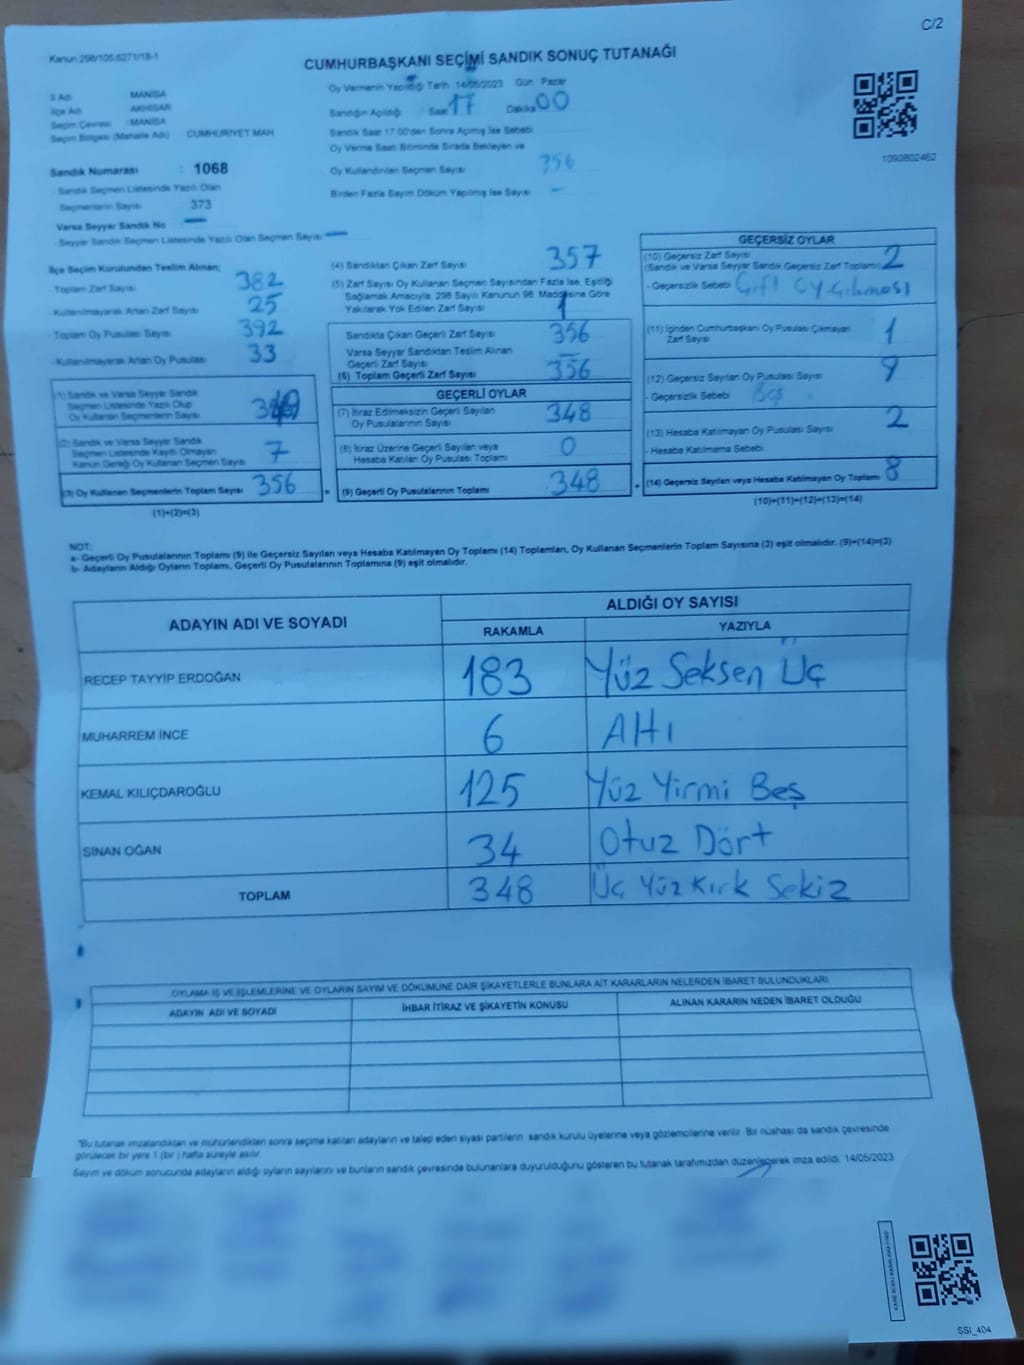 C/2
Kanun:298/105:6271/18-1
CUMHURBAŞKANI SEÇİMİ SANDIK SONUÇ TUTANAĞI
İl Adı MANİSA
İlçe Adı AKHİSAR
Seçim Çevresi : MANİSA
Seçim Bölgesi (Mahalle Adı) CUMHURİYET MAH
Sandık Numarası : 1068
- Sandık Seçmen Listesinde Yazılı Olan
Seçmenlerin Sayısı 373
Varsa Seyyar Sandık No
- Seyyar Sandık Seçmen Listesinde Yazılı Olan Seçmen Sayısı
Oy Vermenin Yapıldığı Tarih 14/05/2023 Gün Pazar
Sandığın Açıldığı : Saat 17 Dakika 00
Sandık Saat 17:00'den Sonra Açılmış İse Sebebi
Oy Verme Saati Bitiminde Sırada Bekleyen ve
Oy Kullandırılan Seçmen Sayısı 356
Birden Fazla Sayım Döküm Yapılmış İse Sayısı -
1093802462
İlçe Seçim Kurulundan Teslim Alınan;
- Toplam Zarf Sayısı 382
- Kullanılmayarak Artan Zarf Sayısı 25
- Toplam Oy Pusulası Sayısı 392
- Kullanılmayarak Artan Oy Pusulası 33
(1) Sandık ve Varsa Seyyar Sandık
Seçmen Listesinde Yazılı Olup
Oy Kullanan Seçmenlerin Sayısı
(2) Sandık ve Varsa Seyyar Sandık
Seçmen Listesinde Kayıtlı Olmayan
Kanun Gereği Oy Kullanan Seçmen Sayısı 7
(3) Oy Kullanan Seçmenlerin Toplam Sayısı 356
(1)+(2)=(3)
(4) Sandıktan Çıkan Zarf Sayısı 357
(5) Zarf Sayısı Oy Kullanan Seçmen Sayısından Fazla İse, Eşitliği
Sağlamak Amacıyla, 298 Sayılı Kanunun 98. Maddesine Göre
Yakılarak Yok Edilen Zarf Sayısı 1
Sandıkta Çıkan Geçerli Zarf Sayısı 356
Varsa Seyyar Sandıktan Teslim Alınan
Geçerli Zarf Sayısı -
(6) Toplam Geçerli Zarf Sayısı 356
GEÇERLİ OYLAR
(7) İtiraz Edilmeksizin Geçerli Sayılan
Oy Pusulalarının Sayısı 348
(8) İtiraz Üzerine Geçerli Sayılan veya
Hesaba Katılan Oy Pusulası Toplamı 0
= (9) Geçerli Oy Pusulalarının Toplamı 348
GEÇERSİZ OYLAR
(10) Geçersiz Zarf Sayısı
(Sandık ve Varsa Seyyar Sandık Geçersiz Zarf Toplamı) 2
- Geçersizlik Sebebi Çift Oy Çıkması
(11) İçinden Cumhurbaşkanı Oy Pusulası Çıkmayan
Zarf Sayısı 1
(12) Geçersiz Sayılan Oy Pusulası Sayısı 9
- Geçersizlik Sebebi Boş
(13) Hesaba Katılmayan Oy Pusulası Sayısı 2
- Hesaba Katılmama Sebebi
+ (14) Geçersiz Sayılan veya Hesaba Katılmayan Oy Toplamı 8
(10)+(11)+(12)+(13)=(14)
NOT:
a- Geçerli Oy Pusulalarının Toplamı (9) ile Geçersiz Sayılan veya Hesaba Katılmayan Oy Toplamı (14) Toplamları, Oy Kullanan Seçmenlerin Toplam Sayısına (3) eşit olmalıdır. (9)+(14)=(3)
b- Adayların Aldığı Oyların Toplamı, Geçerli Oy Pusulalarının Toplamına (9) eşit olmalıdır.
ADAYIN ADI VE SOYADI ALDIĞI OY SAYISI
RAKAMLA YAZIYLA
RECEP TAYYİP ERDOĞAN 183 Yüz Seksen Üç
MUHARREM İNCE 6 Altı
KEMAL KILIÇDAROĞLU 125 Yüz Yirmi Beş
SİNAN OĞAN 34 Otuz Dört
TOPLAM 348 Üç Yüz Kırk Sekiz
OYLAMA İŞ VE İŞLEMLERİNE VE OYLARIN SAYIM VE DÖKÜMÜNE DAİR ŞİKAYETLERLE BUNLARA AİT KARARLARIN NELERDEN İBARET BULUNDUKLARI
ADAYIN ADI VE SOYADI İHBAR İTİRAZ VE ŞİKAYETİN KONUSU ALINAN KARARIN NEDEN İBARET OLDUĞU
*Bu tutanak imzalandıktan ve mühürlendikten sonra seçime katılan adayların ve talep eden siyasi partilerin sandık kurulu üyelerine veya gözlemcilerine verilir. Bir nüshası da sandık çevresinde
görülecek bir yere 1 (bir) hafta süreyle asılır.
Sayım ve döküm sonucunda adayların aldığı oyların sayılarını ve bunların sandık çevresinde bulunanlara duyurulduğunu gösteren bu tutanak tarafımızdan düzenlenerek imza edildi. 14/05/2023
SSI_404